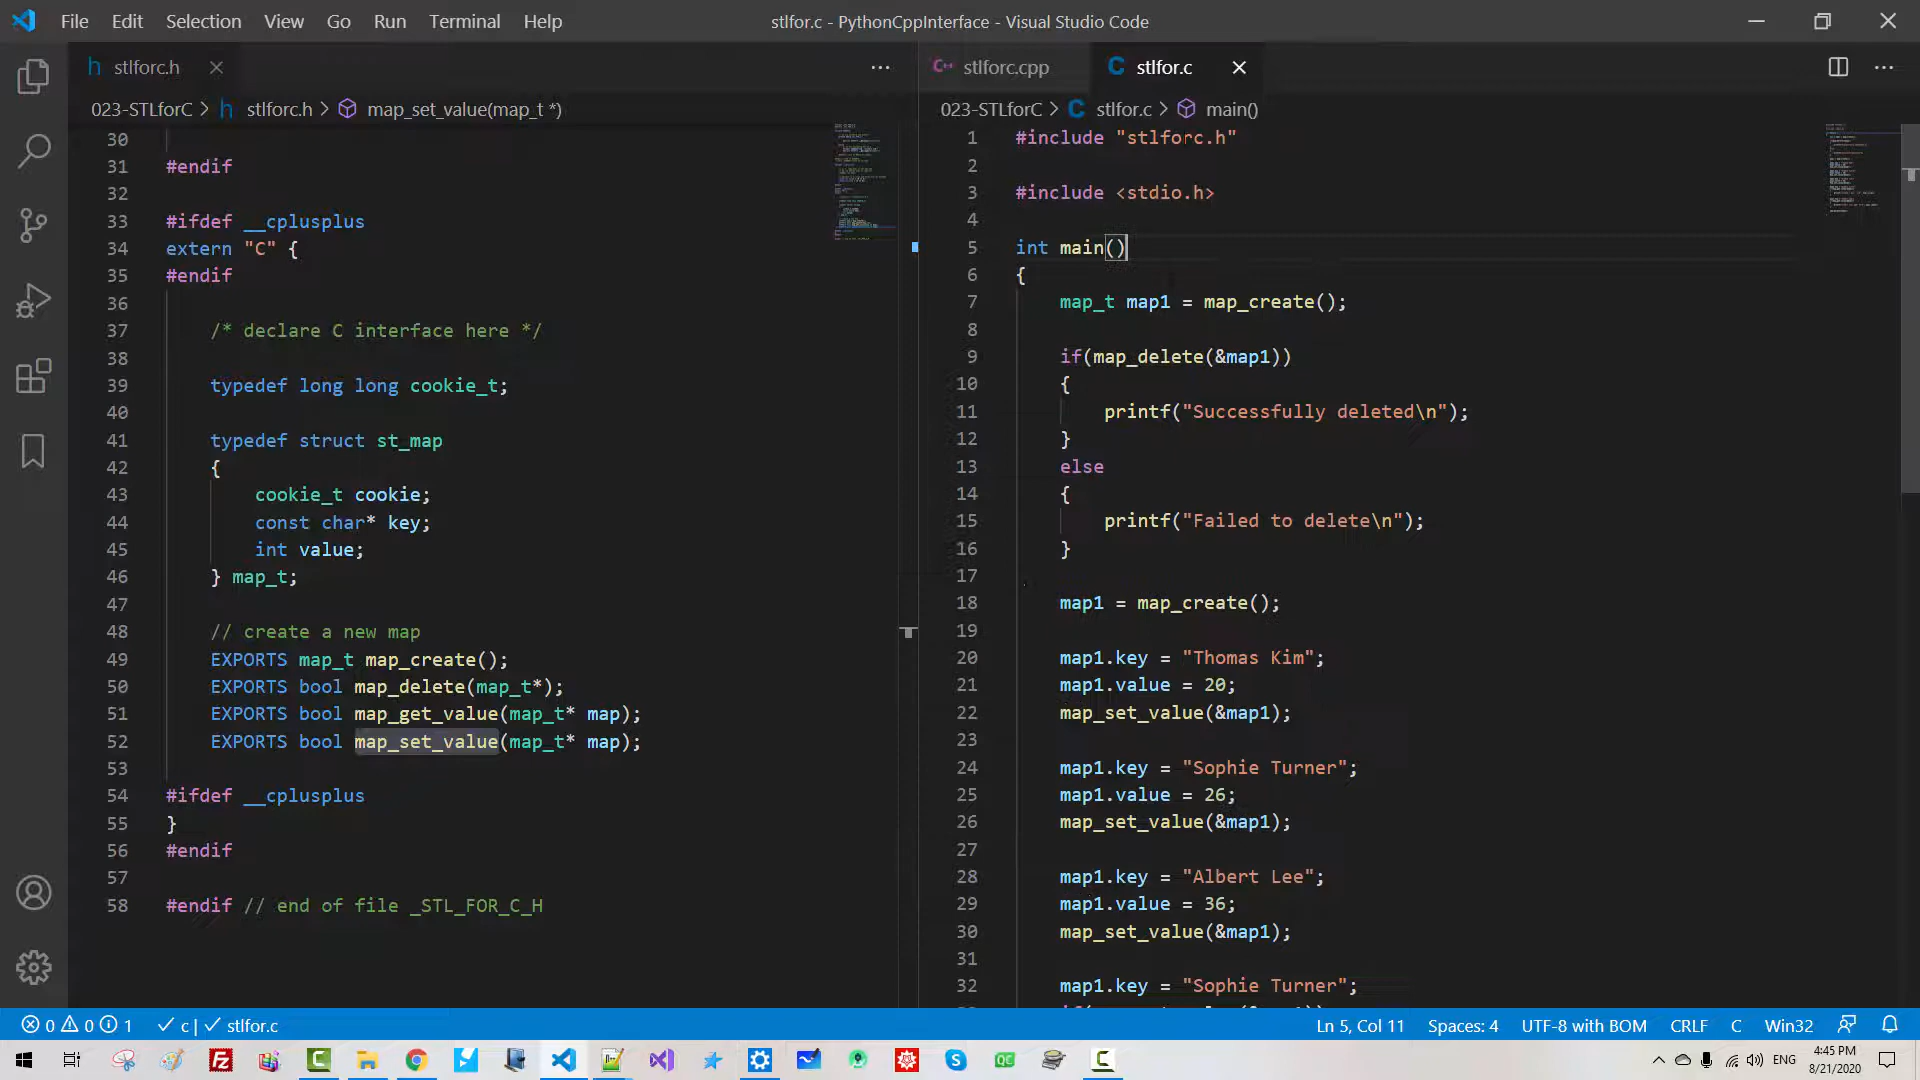 File Edit Selection View Go Run Terminal Help
stlfor.c - PythonCppInterface - Visual Studio Code
stlforc.h
023-STLforC > stlforc.h > map_set_value(map_t *)
30
31 #endif
32
33 #ifdef __cplusplus
34 extern "C" {
35 #endif
36
37 /* declare C interface here */
38
39 typedef long long cookie_t;
40
41 typedef struct st_map
42 {
43 cookie_t cookie;
44 const char* key;
45 int value;
46 } map_t;
47
48 // create a new map
49 EXPORTS map_t map_create();
50 EXPORTS bool map_delete(map_t*);
51 EXPORTS bool map_get_value(map_t* map);
52 EXPORTS bool map_set_value(map_t* map);
53
54 #ifdef __cplusplus
55 }
56 #endif
57
58 #endif // end of file _STL_FOR_C_H
stlforc.cpp
stlfor.c
023-STLforC > stlfor.c > main()
1 #include "stlforc.h"
2
3 #include <stdio.h>
4
5 int main()
6 {
7 map_t map1 = map_create();
8
9 if(map_delete(&map1))
10 {
11 printf("Successfully deleted\n");
12 }
13 else
14 {
15 printf("Failed to delete\n");
16 }
17
18 map1 = map_create();
19
20 map1.key = "Thomas Kim";
21 map1.value = 20;
22 map_set_value(&map1);
23
24 map1.key = "Sophie Turner";
25 map1.value = 26;
26 map_set_value(&map1);
27
28 map1.key = "Albert Lee";
29 map1.value = 36;
30 map_set_value(&map1);
31
32 map1.key = "Sophie Turner";
0 0 1 c | stlfor.c
Ln 5, Col 11 Spaces: 4 UTF-8 with BOM CRLF C Win32
ENG
4:45 PM
8/21/2020